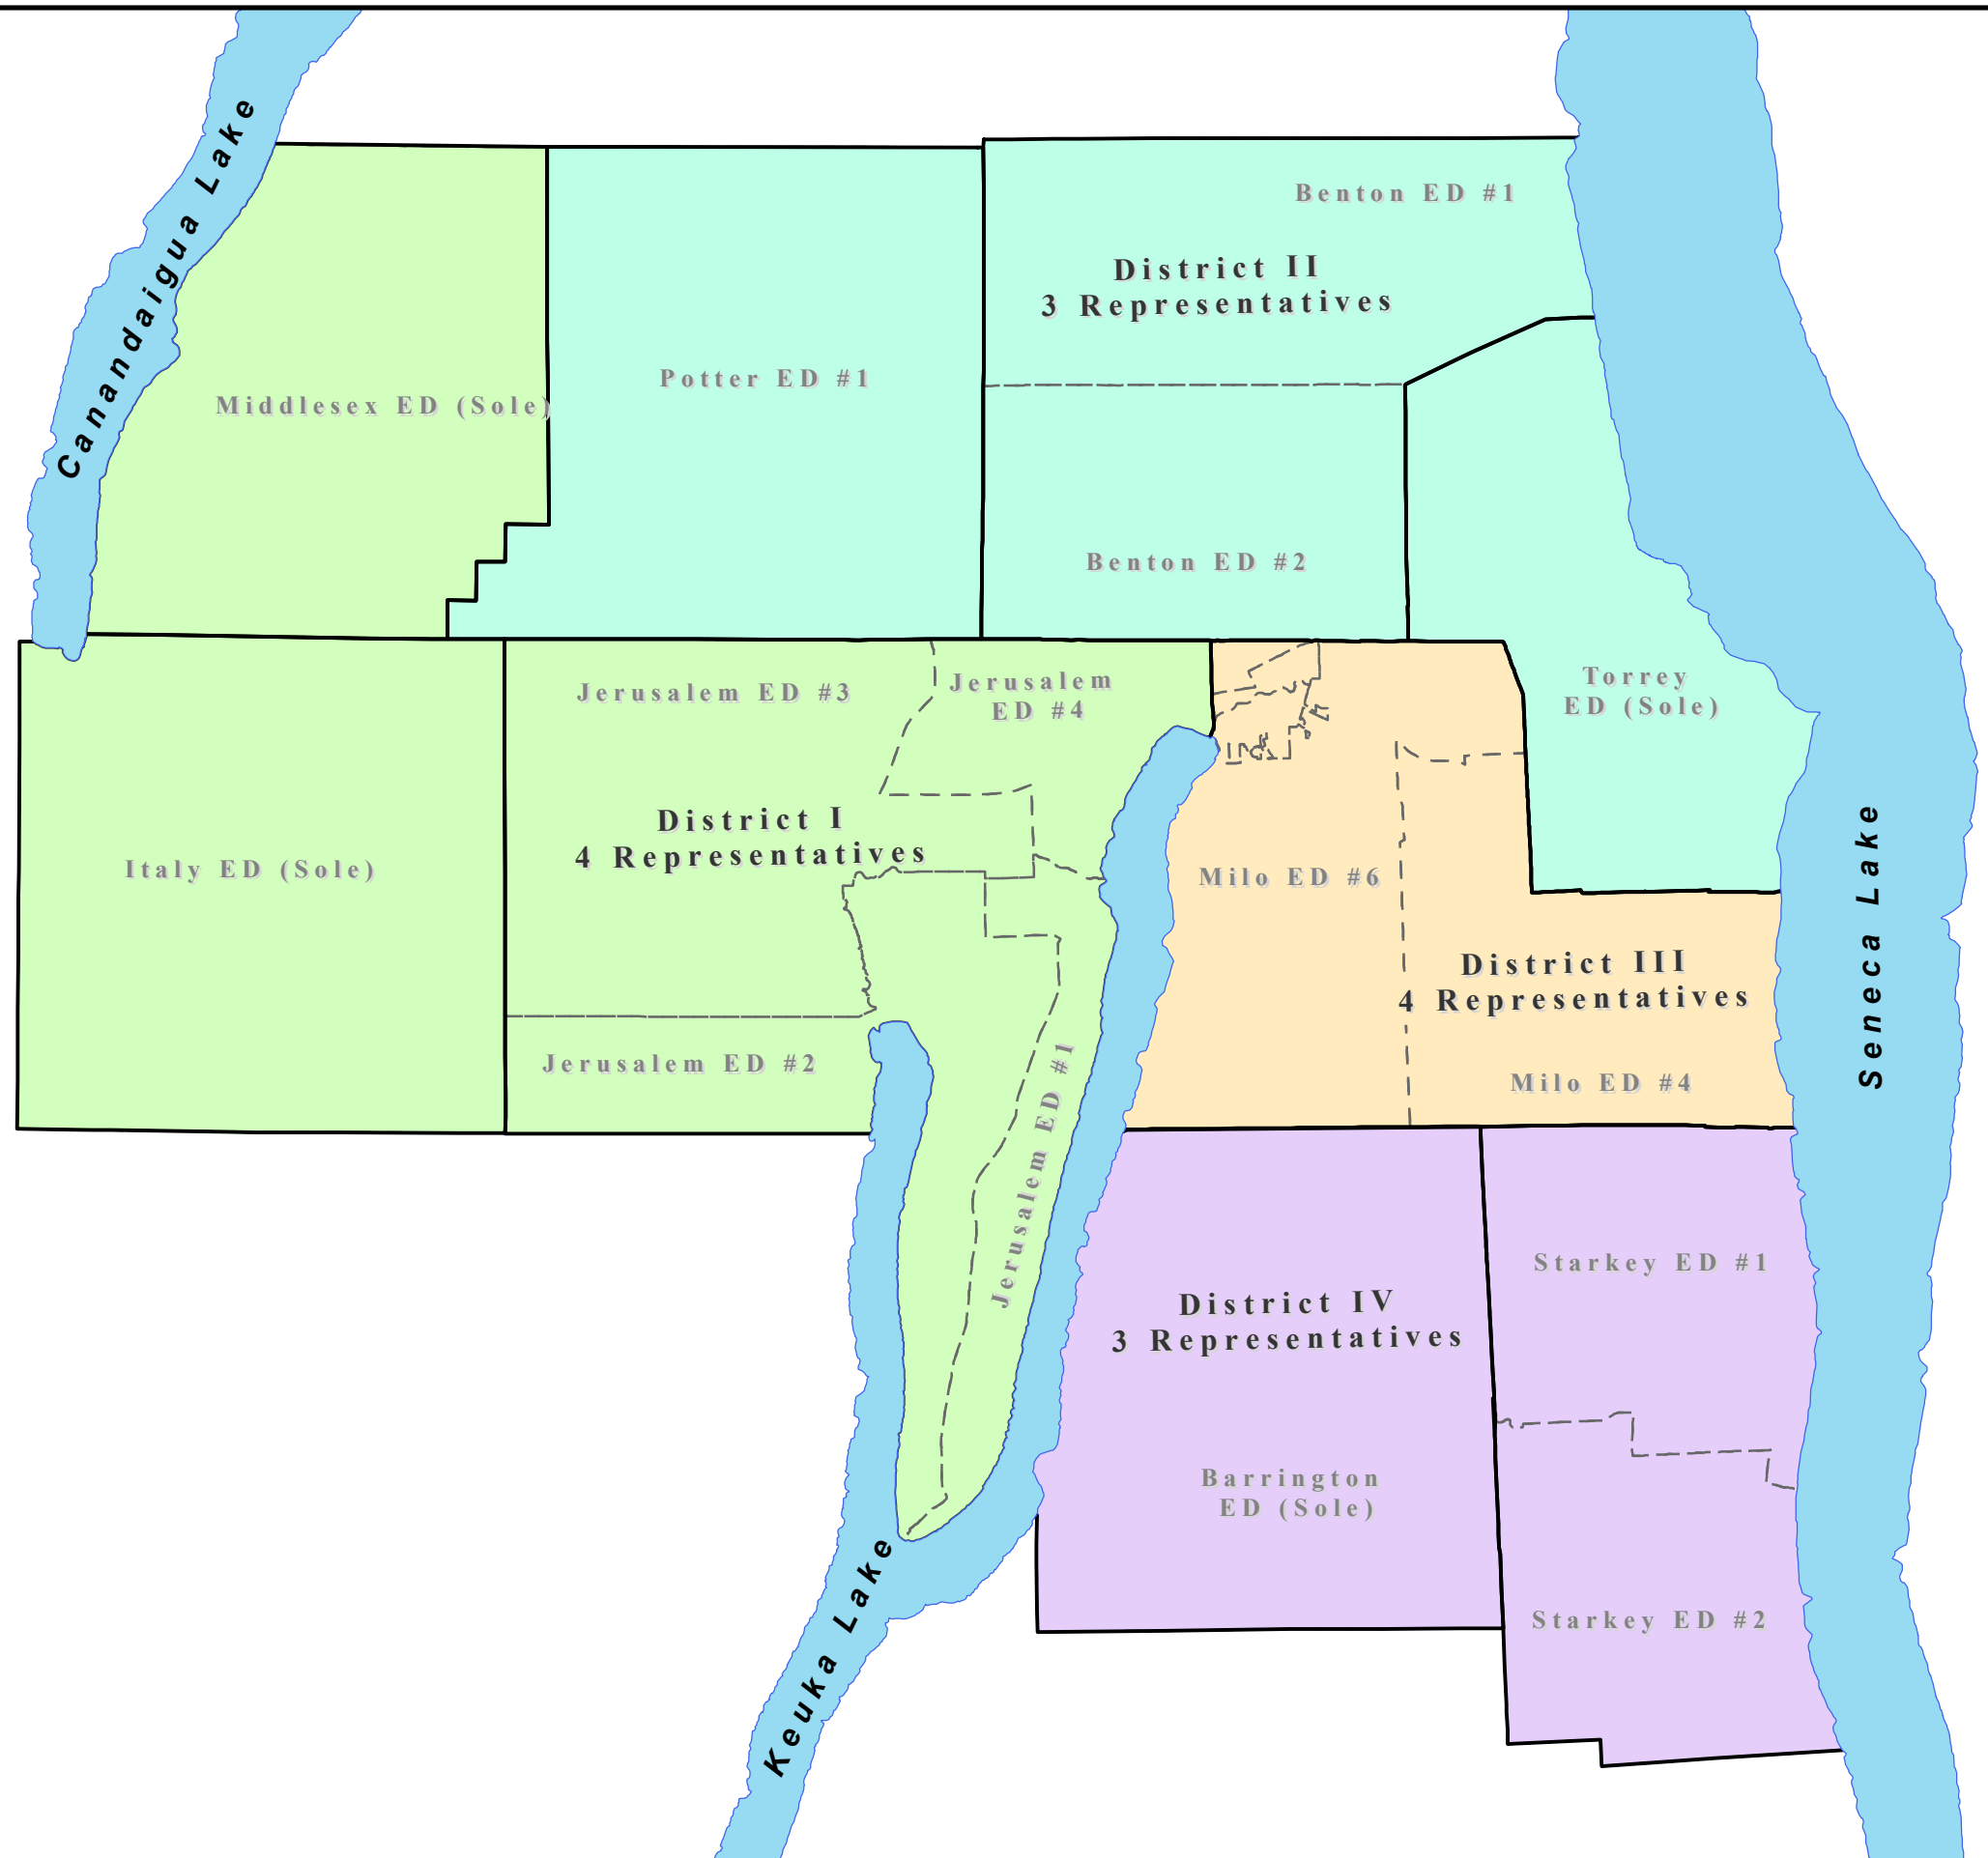 Canandaigua Lake
Benton ED #1
District II
3 Representatives
Potter ED #1
Middlesex ED (Sole)
Benton ED #2
Jerusalem ED #3
Jerusalem
ED #4
Torrey
ED (Sole)
District I
4 Representatives
Italy ED (Sole)
Milo ED #6
Seneca Lake
District III
4 Representatives
Jerusalem ED #2
Milo ED #4
Jerusalem ED #1
Starkey ED #1
District IV
3 Representatives
Barrington
ED (Sole)
Keuka Lake
Starkey ED #2